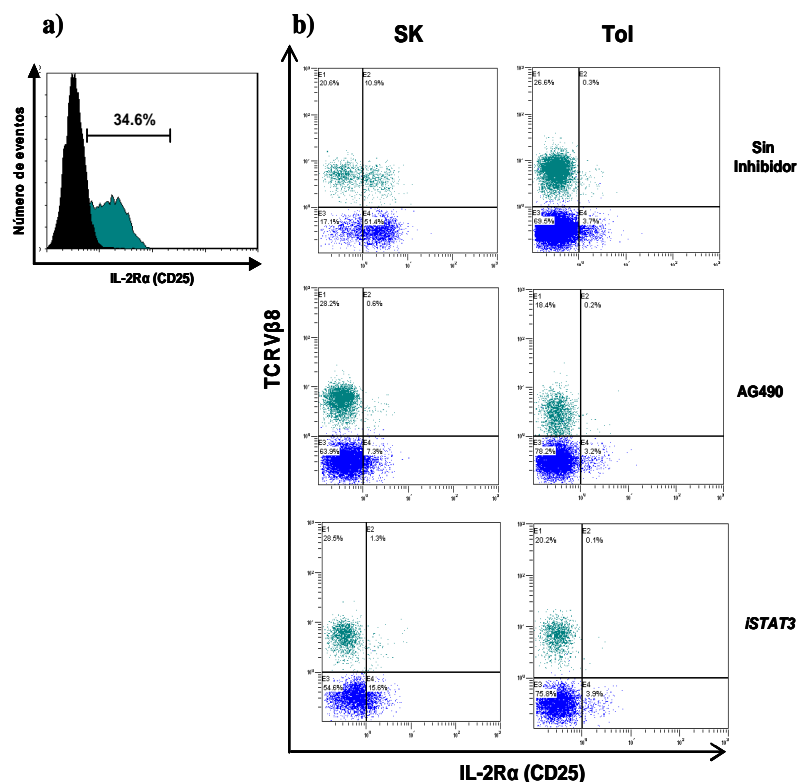 a)
Número de eventos
34.6%
IL-2Rα (CD25)
b)
SK
Tol
TCRVβ8
E1
20.6%
E2
10.9%
E3
17.1%
E4
51.4%
E1
26.6%
E2
0.3%
E3
69.5%
E4
3.7%
Sin
Inhibidor
E1
28.2%
E2
0.6%
E3
63.9%
E4
7.3%
E1
18.4%
E2
0.2%
E3
78.2%
E4
3.2%
AG490
E1
28.5%
E2
1.3%
E3
54.6%
E4
15.6%
E1
20.2%
E2
0.1%
E3
75.8%
E4
3.9%
iSTAT3
IL-2Rα (CD25)